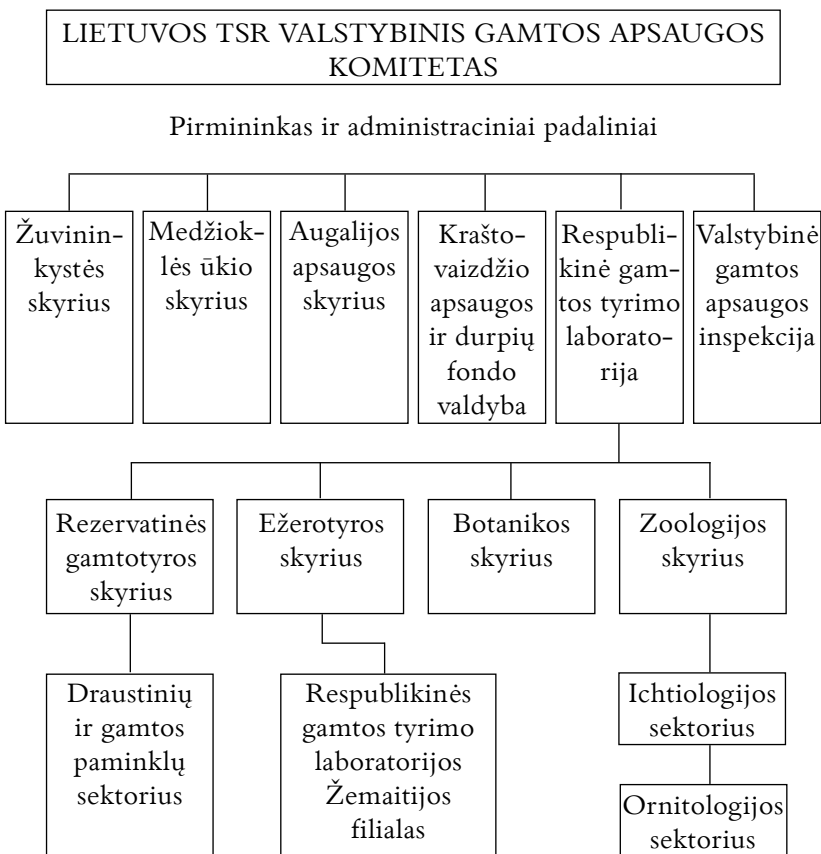 LIETUVOS TSR VALSTYBINIS GAMTOS APSAUGOS
KOMITETAS
Pirmininkas ir administraciniai padaliniai
Žuvinin-
kystės
skyrius
Medžiok-
lės ūkio
skyrius
Augalijos
apsaugos
skyrius
Krašto-
vaizdžio
apsaugos
ir durpių
fondo
valdyba
Respubli-
kinė gam-
tos tyrimo
laborato-
rija
Valstybinė
gamtos
apsaugos
inspekcija
Rezervatinės
gamtotyros
skyrius
Ežerotyros
skyrius
Botanikos
skyrius
Zoologijos
skyrius
Draustinių
ir gamtos
paminklų
sektorius
Respublikinės
gamtos tyrimo
laboratorijos
Žemaitijos
filialas
Ichtiologijos
sektorius
Ornitologijos
sektorius